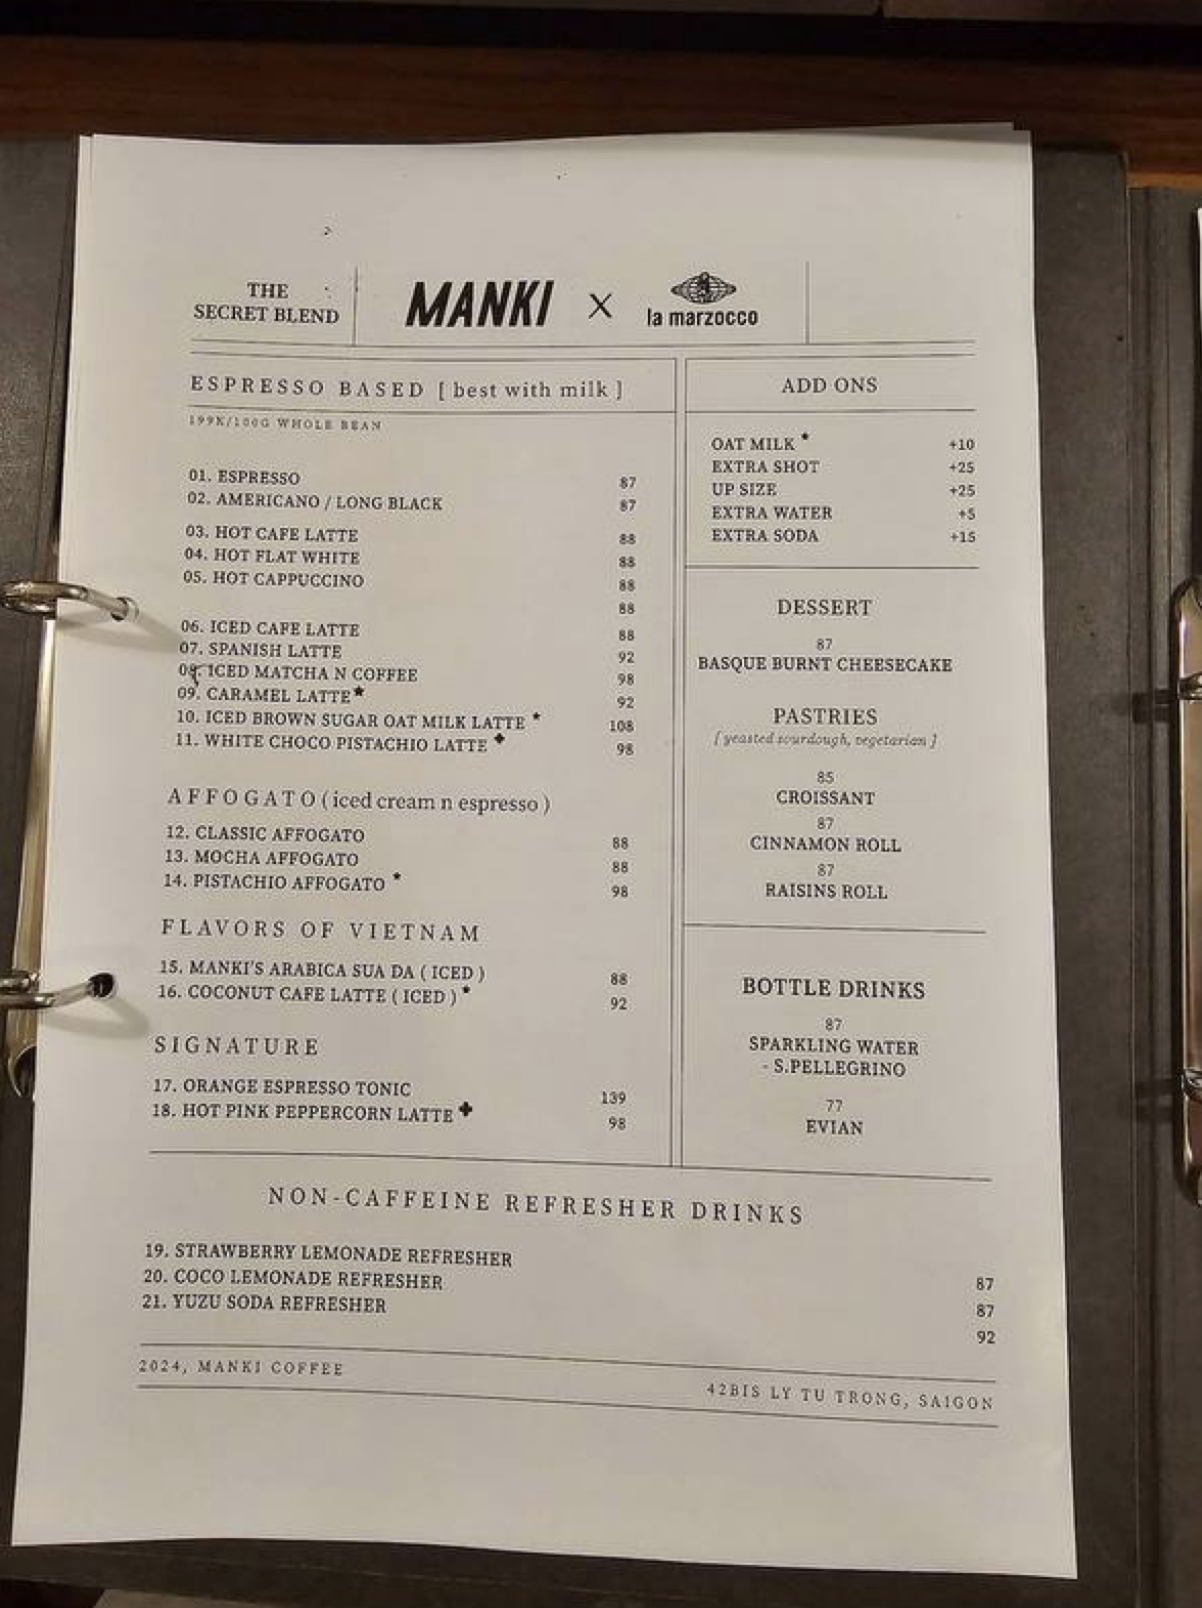 THE
SECRET BLEND
MANKI X la marzocco
ESPRESSO BASED [ best with milk ]
199K/100G WHOLE BEAN
01. ESPRESSO 87
02. AMERICANO / LONG BLACK 87
03. HOT CAFE LATTE 88
04. HOT FLAT WHITE 88
05. HOT CAPPUCCINO 88
88
06. ICED CAFE LATTE 88
07. SPANISH LATTE 92
08. ICED MATCHA N COFFEE 98
09. CARAMEL LATTE★ 92
10. ICED BROWN SUGAR OAT MILK LATTE ★ 108
11. WHITE CHOCO PISTACHIO LATTE ✚ 98
AFFOGATO ( iced cream n espresso )
12. CLASSIC AFFOGATO 88
13. MOCHA AFFOGATO 88
14. PISTACHIO AFFOGATO ★ 98
FLAVORS OF VIETNAM
15. MANKI'S ARABICA SUA DA ( ICED ) 88
16. COCONUT CAFE LATTE ( ICED ) ★ 92
SIGNATURE
17. ORANGE ESPRESSO TONIC 139
18. HOT PINK PEPPERCORN LATTE ✚ 98
ADD ONS
OAT MILK ★ +10
EXTRA SHOT +25
UP SIZE +25
EXTRA WATER +5
EXTRA SODA +15
DESSERT
87
BASQUE BURNT CHEESECAKE
PASTRIES
[ yeasted sourdough, vegetarian ]
85
CROISSANT
87
CINNAMON ROLL
87
RAISINS ROLL
BOTTLE DRINKS
87
SPARKLING WATER
- S.PELLEGRINO
77
EVIAN
NON-CAFFEINE REFRESHER DRINKS
19. STRAWBERRY LEMONADE REFRESHER 87
20. COCO LEMONADE REFRESHER 87
21. YUZU SODA REFRESHER 92
2024, MANKI COFFEE
42BIS LY TU TRONG, SAIGON